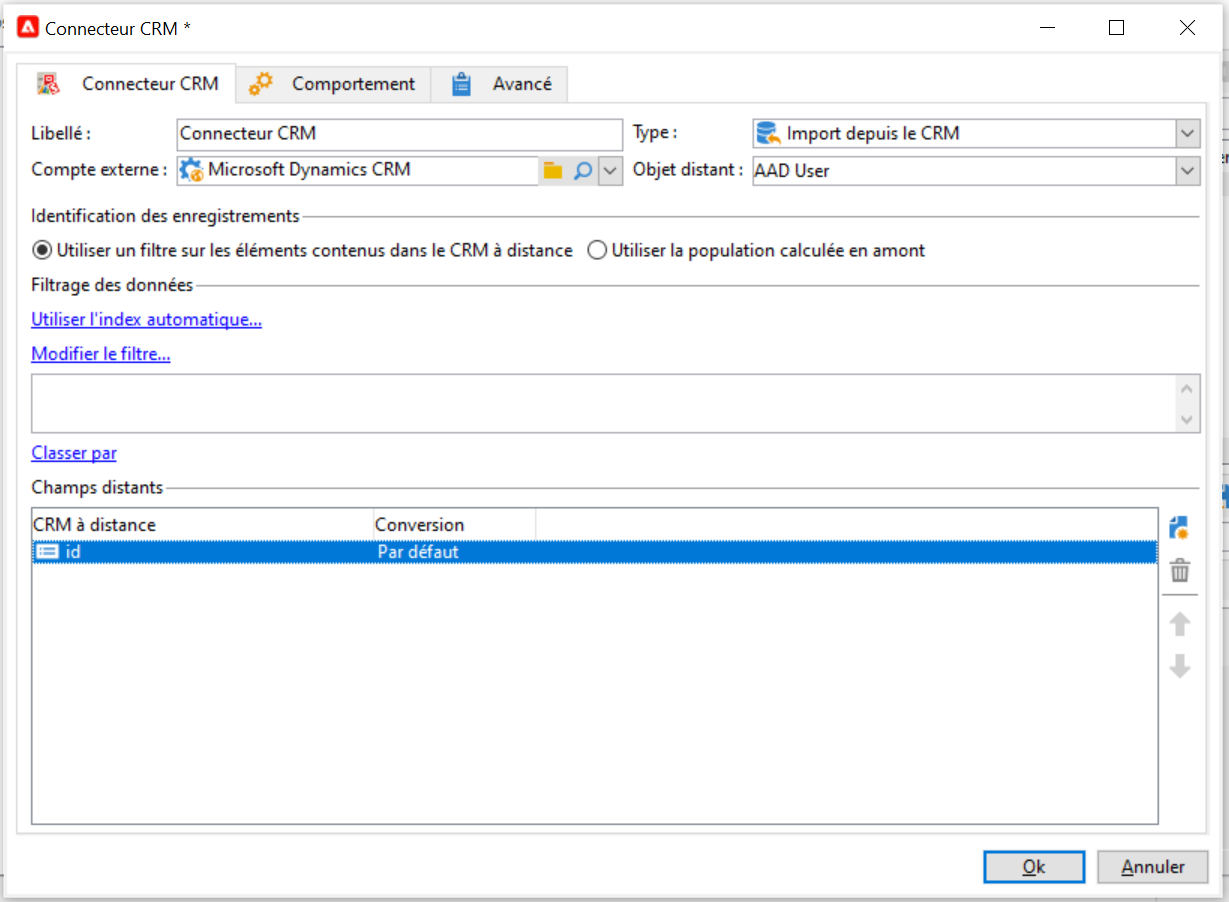 Connecteur CRM *
Connecteur CRM Comportement Avancé
Libellé : Connecteur CRM Type : Import depuis le CRM
Compte externe : Microsoft Dynamics CRM Objet distant : AAD User
Identification des enregistrements
Utiliser un filtre sur les éléments contenus dans le CRM à distance Utiliser la population calculée en amont
Filtrage des données
Utiliser l'index automatique...
Modifier le filtre...
Classer par
Champs distants
CRM à distance Conversion
id Par défaut
Ok Annuler